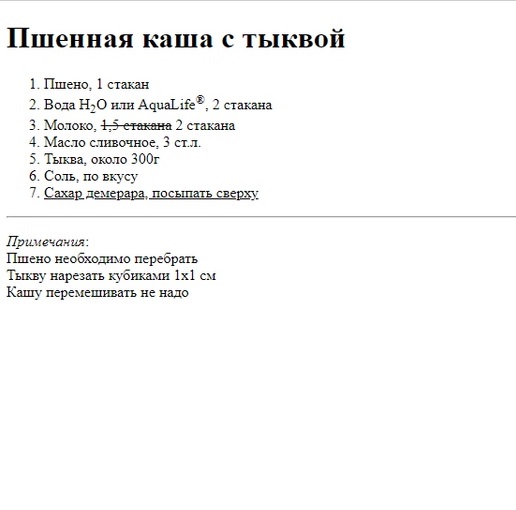 Пшенная каша с тыквой
1. Пшено, 1 стакан
2. Вода H₂O или AquaLife®, 2 стакана
3. Молоко, 1,5 стакана 2 стакана
4. Масло сливочное, 3 ст.л.
5. Тыква, около 300г
6. Соль, по вкусу
7. Сахар демерара, посыпать сверху
Примечания:
Пшено необходимо перебрать
Тыкву нарезать кубиками 1x1 см
Кашу перемешивать не надо